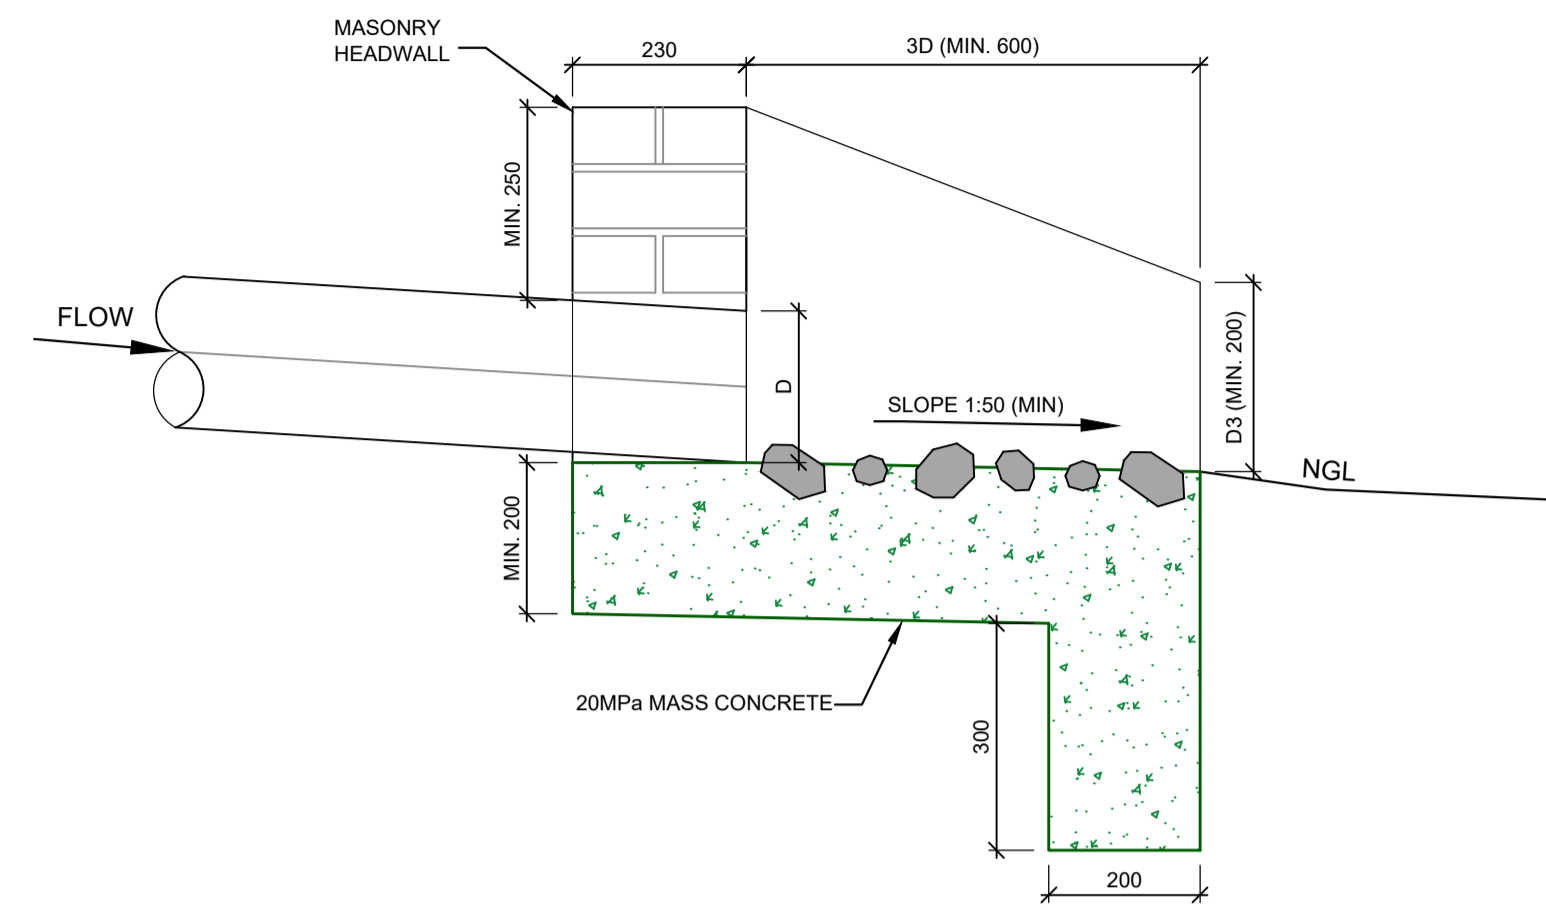 MASONRY
HEADWALL
230
3D (MIN. 600)
MIN. 250
FLOW
D
SLOPE 1:50 (MIN)
D3 (MIN. 200)
NGL
MIN. 200
20MPa MASS CONCRETE
300
200